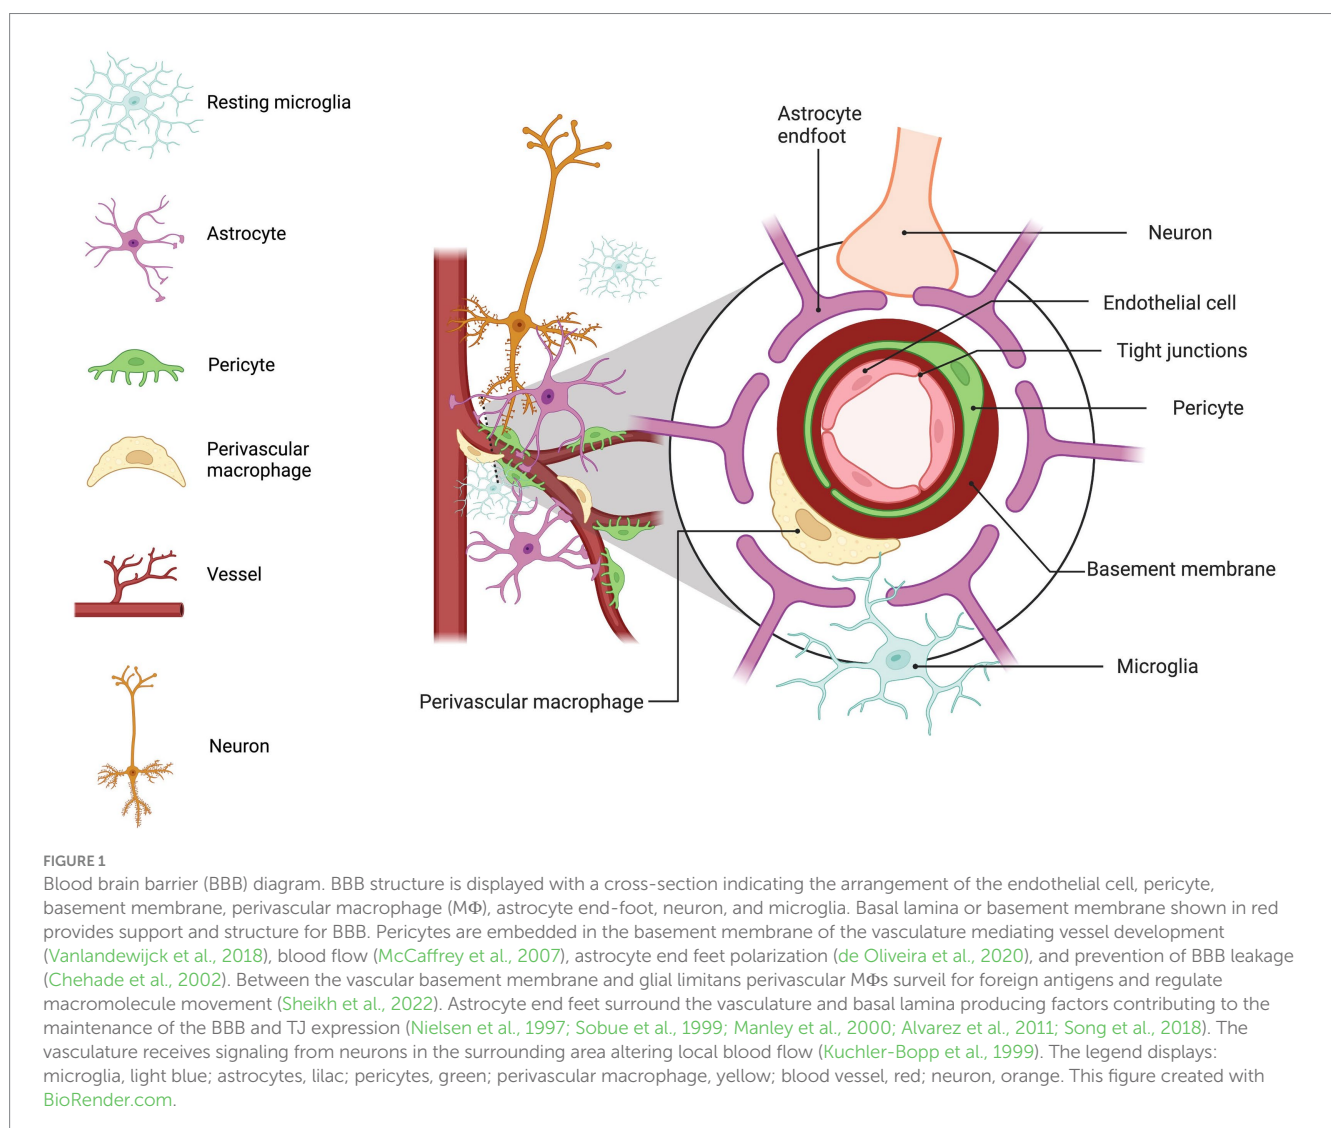 Resting microglia
Astrocyte
Pericyte
Perivascular
macrophage
Vessel
Neuron
Astrocyte
endfoot
Neuron
Endothelial cell
Tight junctions
Pericyte
Basement membrane
Microglia
Perivascular macrophage
FIGURE 1
Blood brain barrier (BBB) diagram. BBB structure is displayed with a cross-section indicating the arrangement of the endothelial cell, pericyte,
basement membrane, perivascular macrophage (MΦ), astrocyte end-foot, neuron, and microglia. Basal lamina or basement membrane shown in red
provides support and structure for BBB. Pericytes are embedded in the basement membrane of the vasculature mediating vessel development
(Vanlandewijck et al., 2018), blood flow (McCaffrey et al., 2007), astrocyte end feet polarization (de Oliveira et al., 2020), and prevention of BBB leakage
(Chehade et al., 2002). Between the vascular basement membrane and glial limitans perivascular MΦs surveil for foreign antigens and regulate
macromolecule movement (Sheikh et al., 2022). Astrocyte end feet surround the vasculature and basal lamina producing factors contributing to the
maintenance of the BBB and TJ expression (Nielsen et al., 1997; Sobue et al., 1999; Manley et al., 2000; Alvarez et al., 2011; Song et al., 2018). The
vasculature receives signaling from neurons in the surrounding area altering local blood flow (Kuchler-Bopp et al., 1999). The legend displays:
microglia, light blue; astrocytes, lilac; pericytes, green; perivascular macrophage, yellow; blood vessel, red; neuron, orange. This figure created with
BioRender.com.